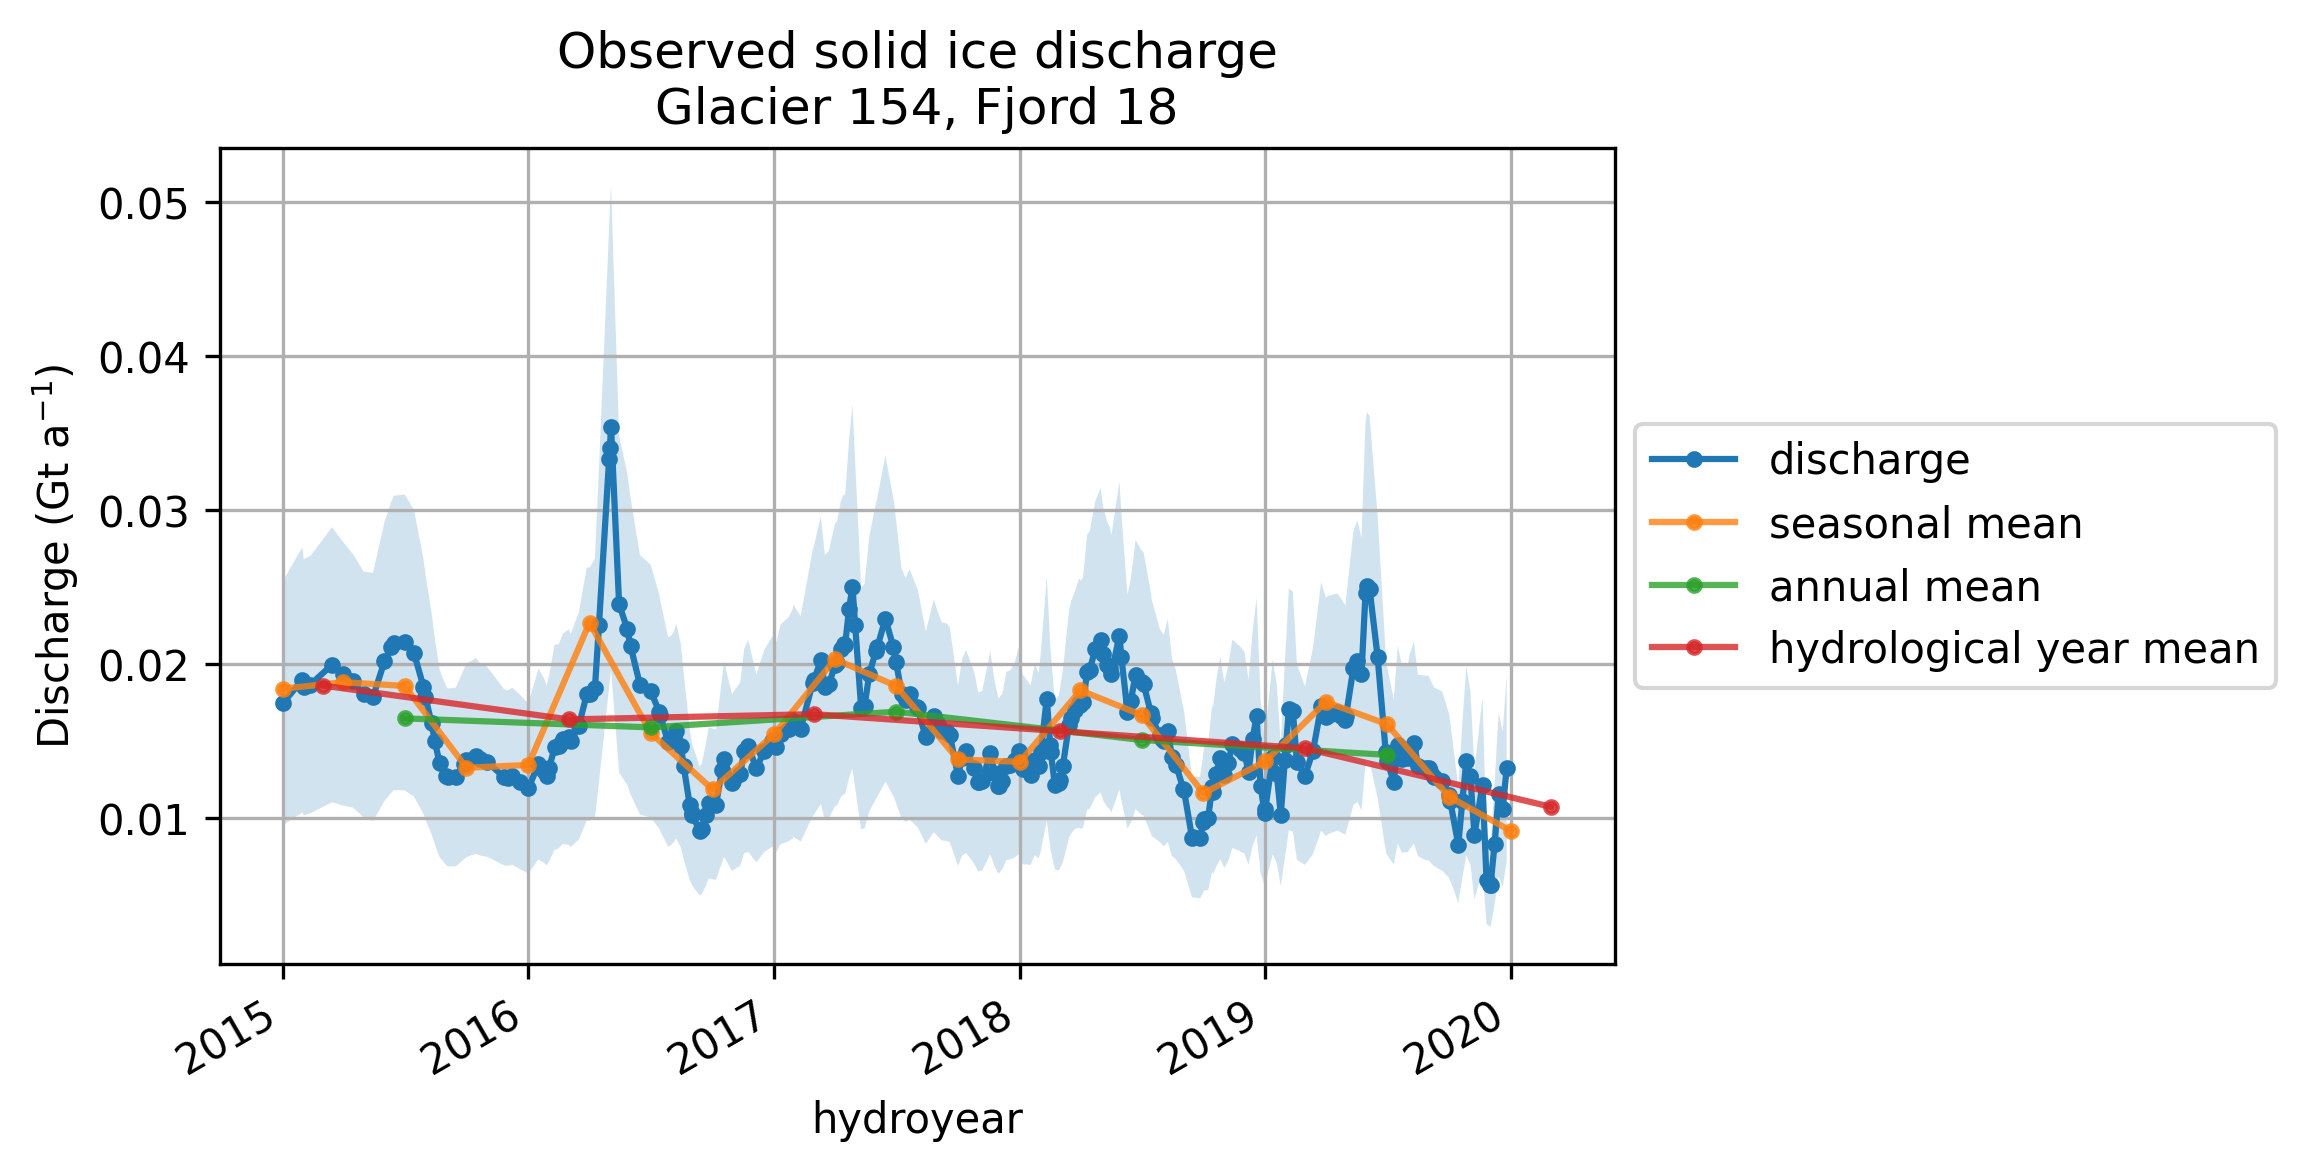 Observed solid ice discharge
Glacier 154, Fjord 18
Discharge (Gt a⁻¹)
0.05
0.04
0.03
0.02
0.01
2015
2016
2017
2018
2019
2020
hydroyear
discharge
seasonal mean
annual mean
hydrological year mean